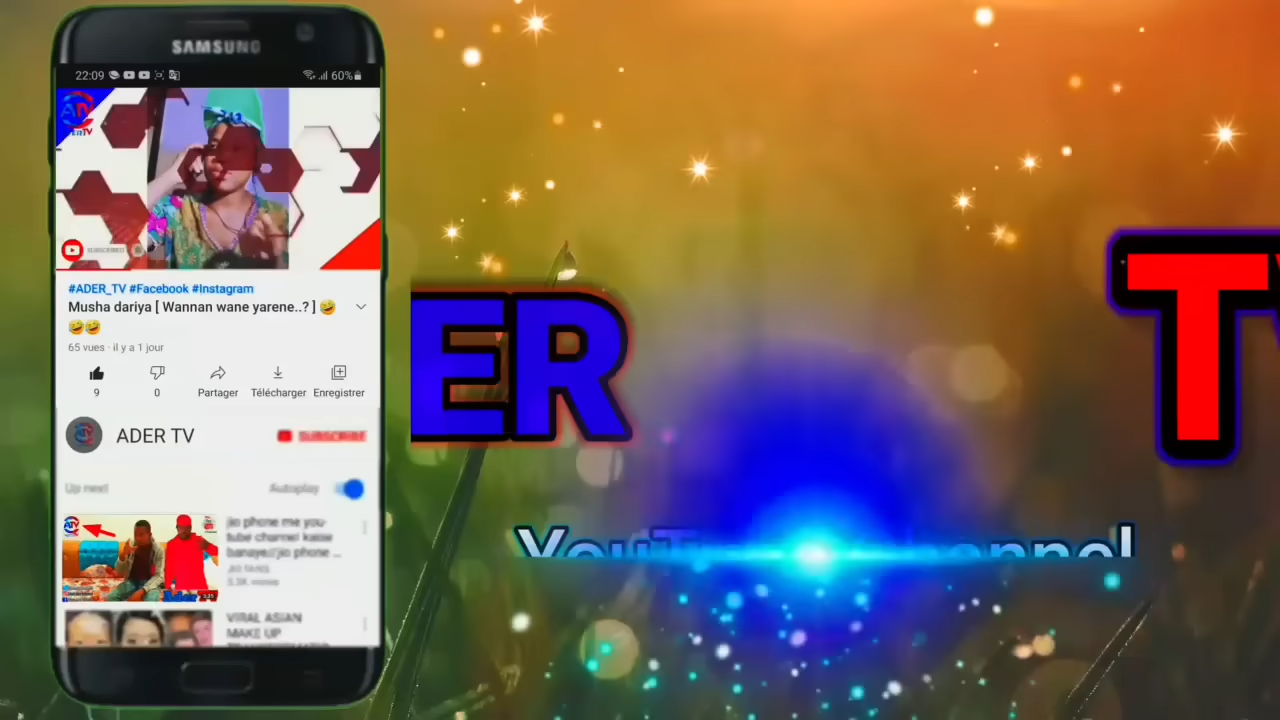 SAMSUNG
22:09
60%
#ADER_TV #Facebook #Instagram
Musha dariya [ Wannan wane yarene..? ] 🤣
🤣🤣
65 vues · il y a 1 jour
9
0
Partager
Télécharger
Enregistrer
ADER TV
SUBSCRIBE
Up next
Autoplay
jio phone me you
tube channel kaise
banaye//jio phone ...
VIRAL ASIAN
MAKE UP
ER
T